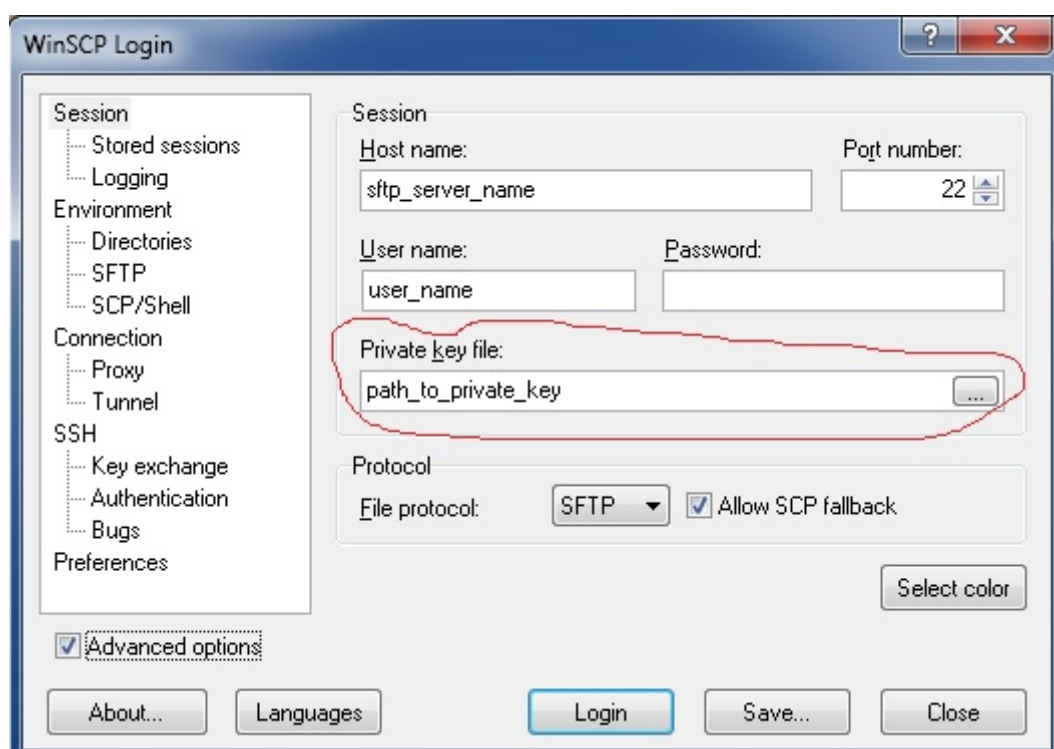 WinSCP Login
?
X
Session
Stored sessions
Logging
Environment
Directories
SFTP
SCP/Shell
Connection
Proxy
Tunnel
SSH
Key exchange
Authentication
Bugs
Preferences
Advanced options
Session
Host name:
Port number:
sftp_server_name
22
User name:
Password:
user_name
Private key file:
path_to_private_key
...
Protocol
File protocol:
SFTP
Allow SCP fallback
Select color
About...
Languages
Login
Save...
Close